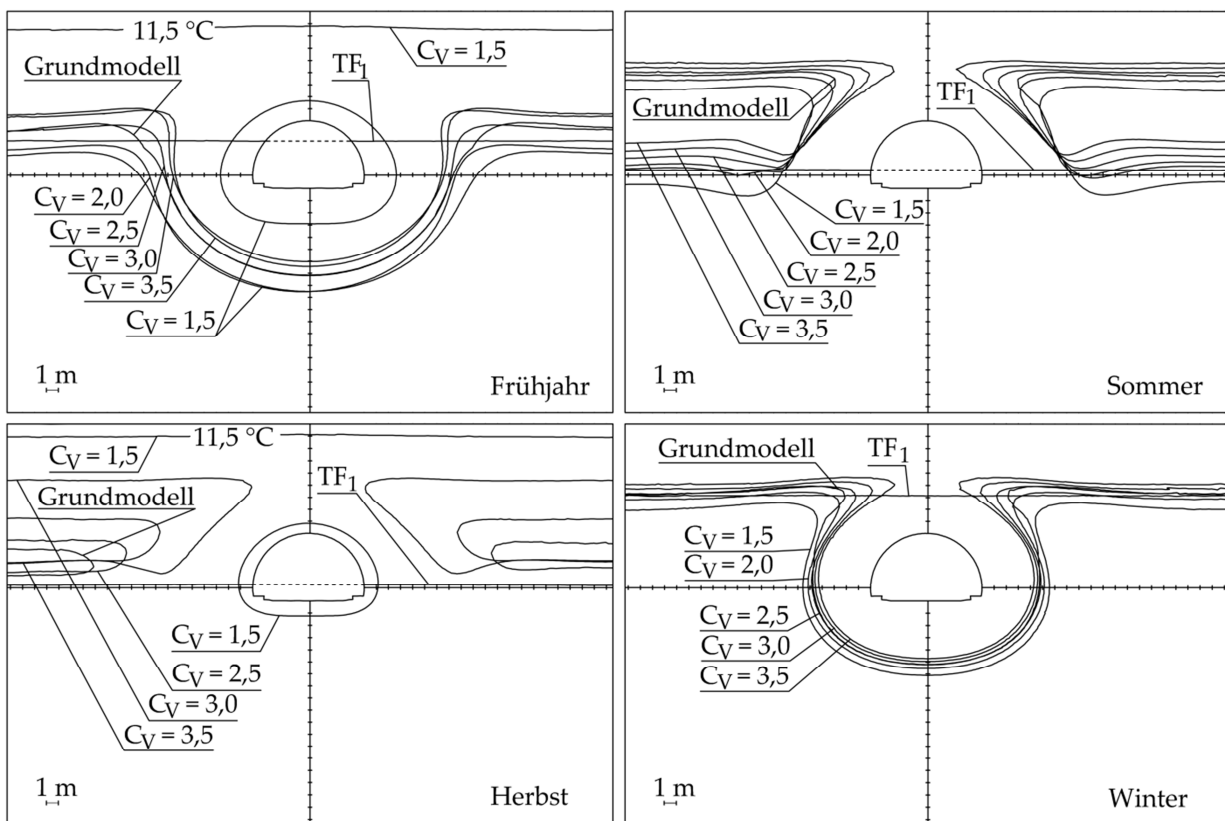 11,5 °C
C_V = 1,5
Grundmodell
TF_1
C_V = 2,0
C_V = 2,5
C_V = 3,0
C_V = 3,5
C_V = 1,5
1 m
Frühjahr
Grundmodell
TF_1
C_V = 1,5
C_V = 2,0
C_V = 2,5
C_V = 3,0
C_V = 3,5
1 m
Sommer
11,5 °C
C_V = 1,5
Grundmodell
TF_1
C_V = 1,5
C_V = 2,5
C_V = 3,0
C_V = 3,5
1 m
Herbst
Grundmodell
TF_1
C_V = 1,5
C_V = 2,0
C_V = 2,5
C_V = 3,0
C_V = 3,5
1 m
Winter